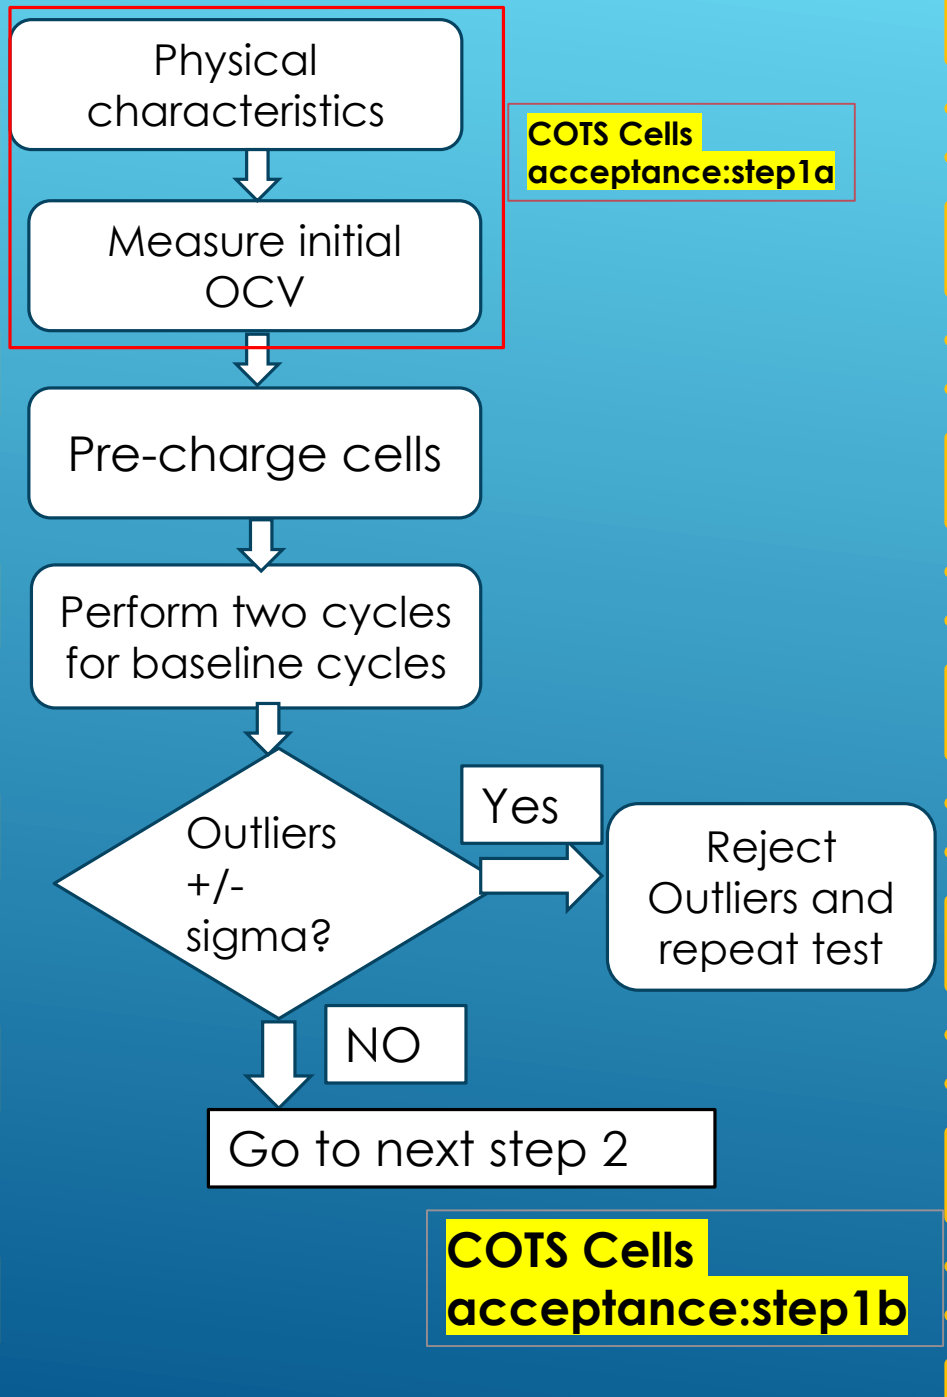 Physical
characteristics
COTS Cells
acceptance:step1a
Measure initial
OCV
Pre-charge cells
Perform two cycles
for baseline cycles
Outliers
+/-
sigma?
Yes
Reject
Outliers and
repeat test
NO
Go to next step 2
COTS Cells
acceptance:step1b